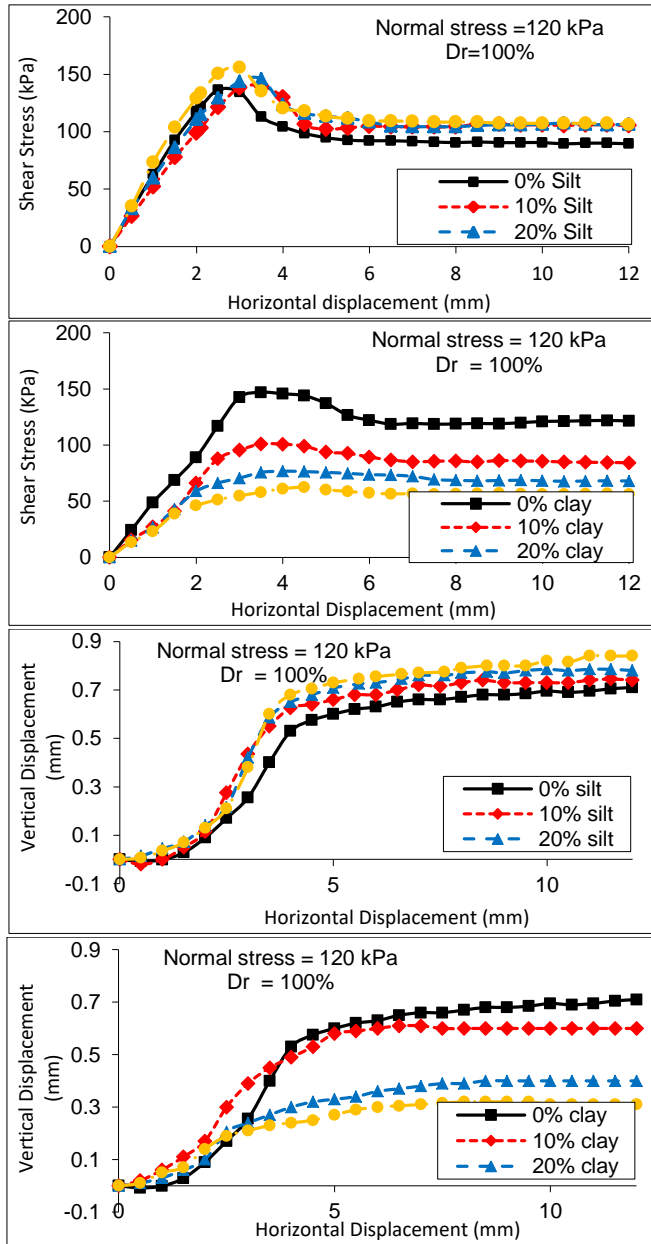 Normal stress =120 kPa
Dr=100%
Shear Stress (kPa)
200
150
100
50
0
0% Silt
10% Silt
20% Silt
0 2 4 6 8 10 12
Horizontal displacement (mm)
Normal stress = 120 kPa
Dr = 100%
Shear Stress (KPa)
200
150
100
50
0
0% clay
10% clay
20% clay
0 2 4 6 8 10 12
Horizontal Displacement (mm)
Normal stress = 120 kPa
Dr = 100%
Vertical Displacement
(mm)
0.9
0.7
0.5
0.3
0.1
-0.1
0% silt
10% silt
20% silt
0 5 10
Horizontal Displacement (mm)
Normal stress = 120 kPa
Dr = 100%
Vertical Displacement
(mm)
0.9
0.7
0.5
0.3
0.1
-0.1
0% clay
10% clay
20% clay
0 5 10
Horizontal Displacement (mm)